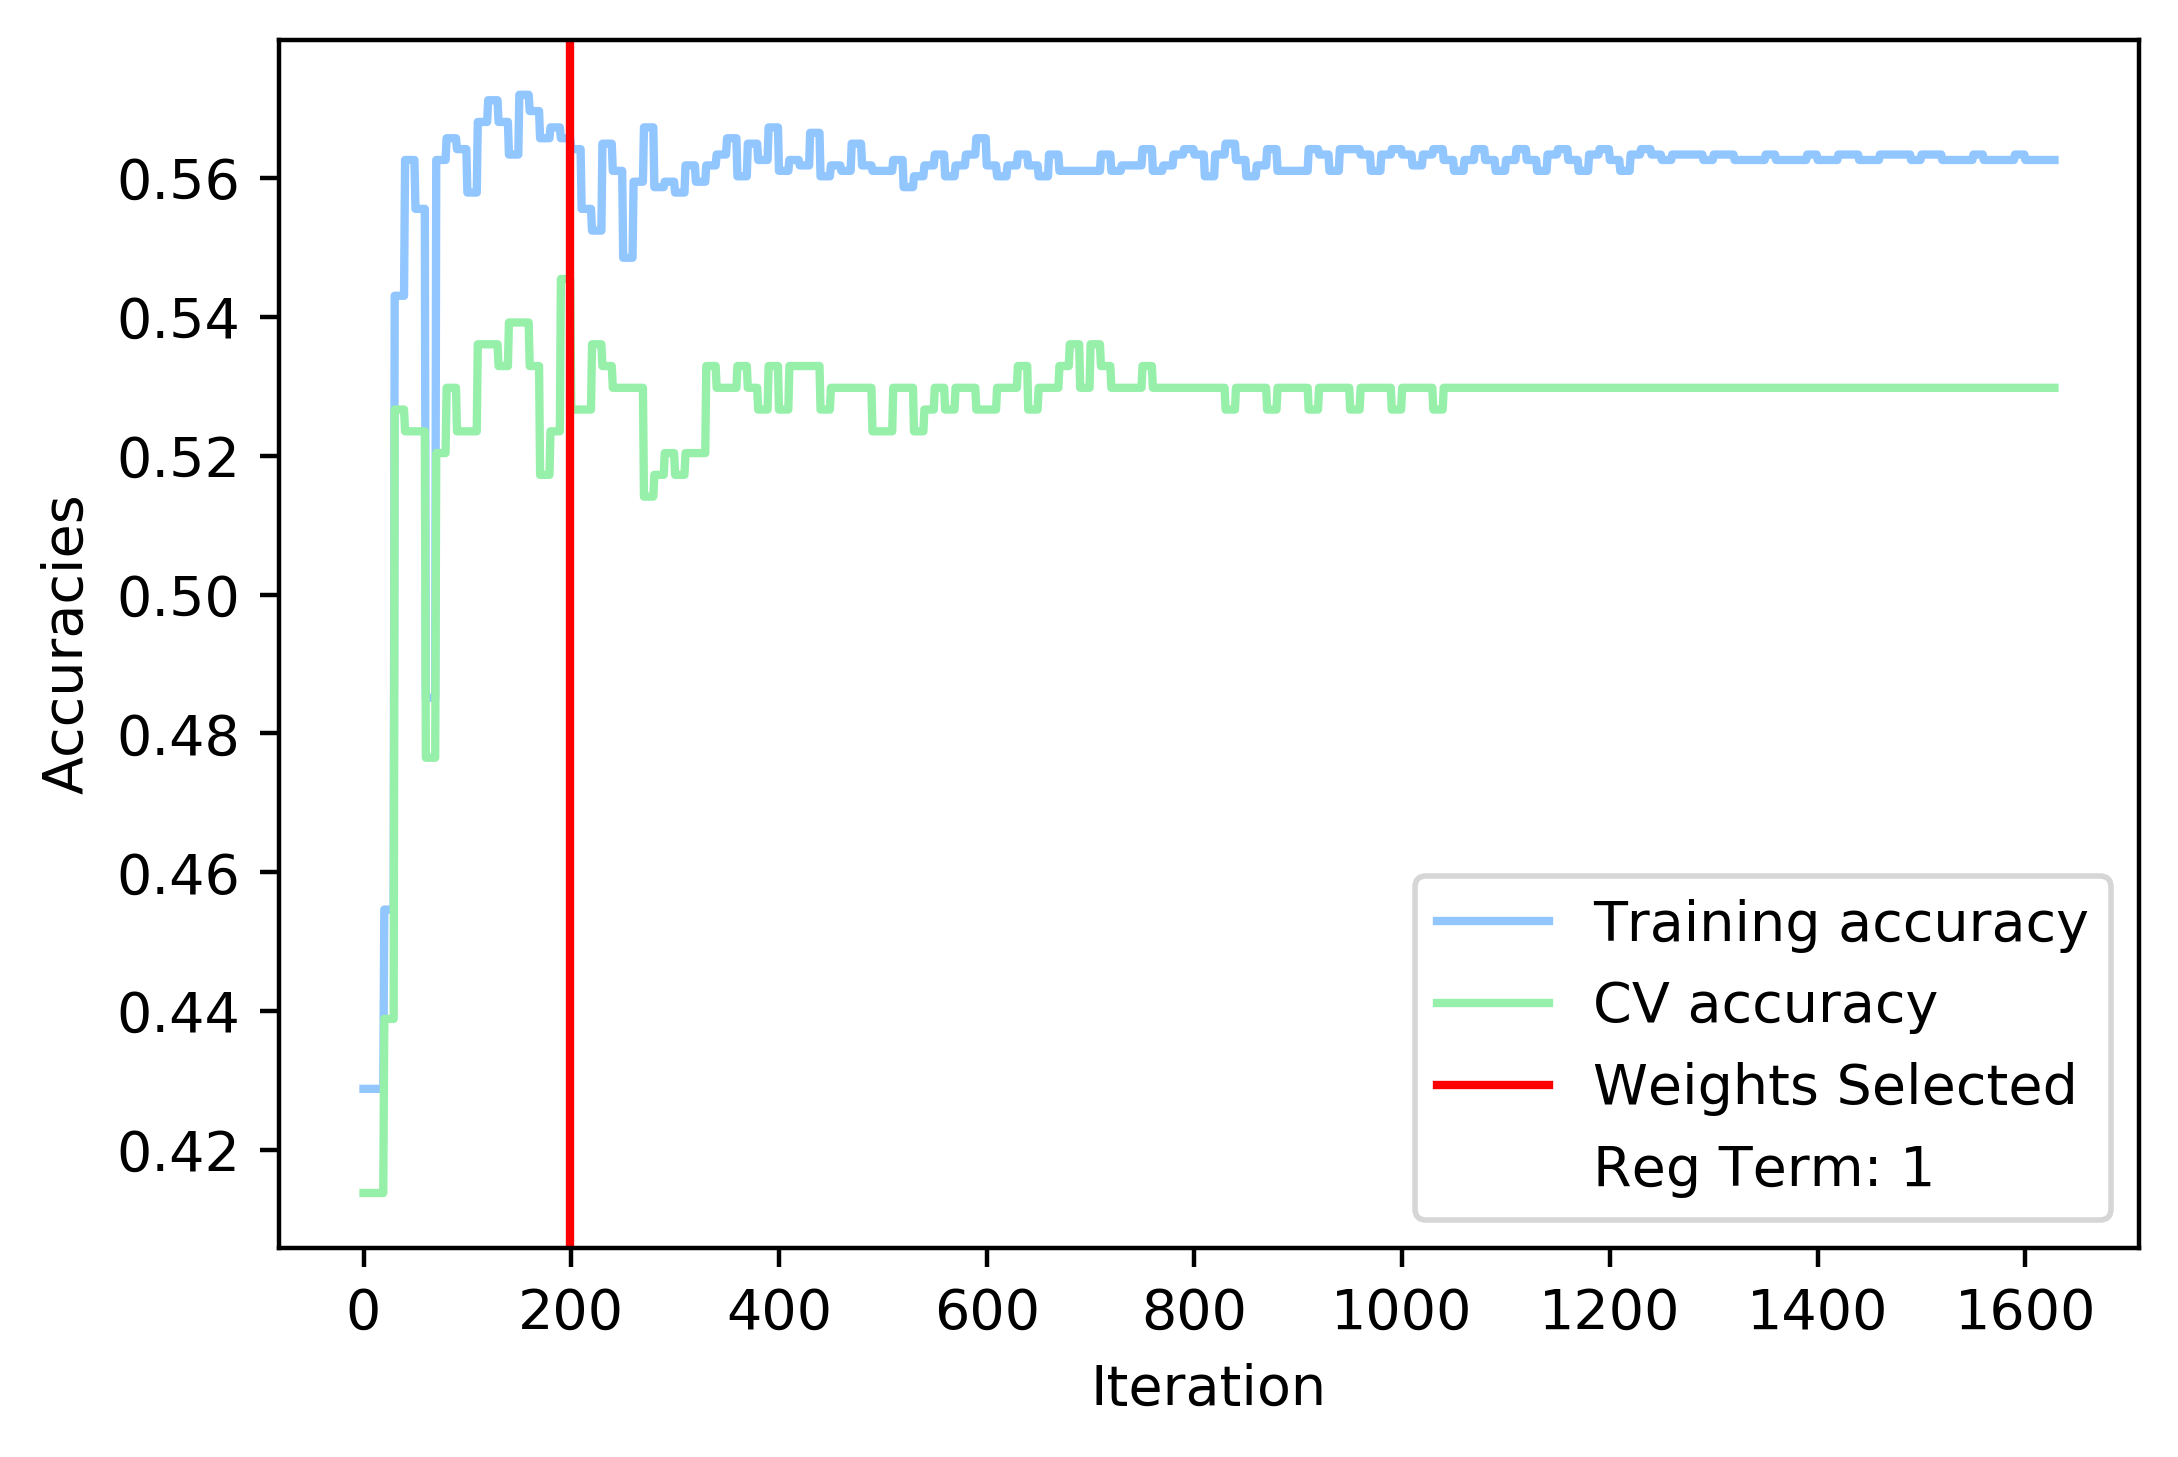 0.56
0.54
0.52
0.50
0.48
0.46
0.44
0.42
Accuracies
Training accuracy
CV accuracy
Weights Selected
Reg Term: 1
0 200 400 600 800 1000 1200 1400 1600
Iteration